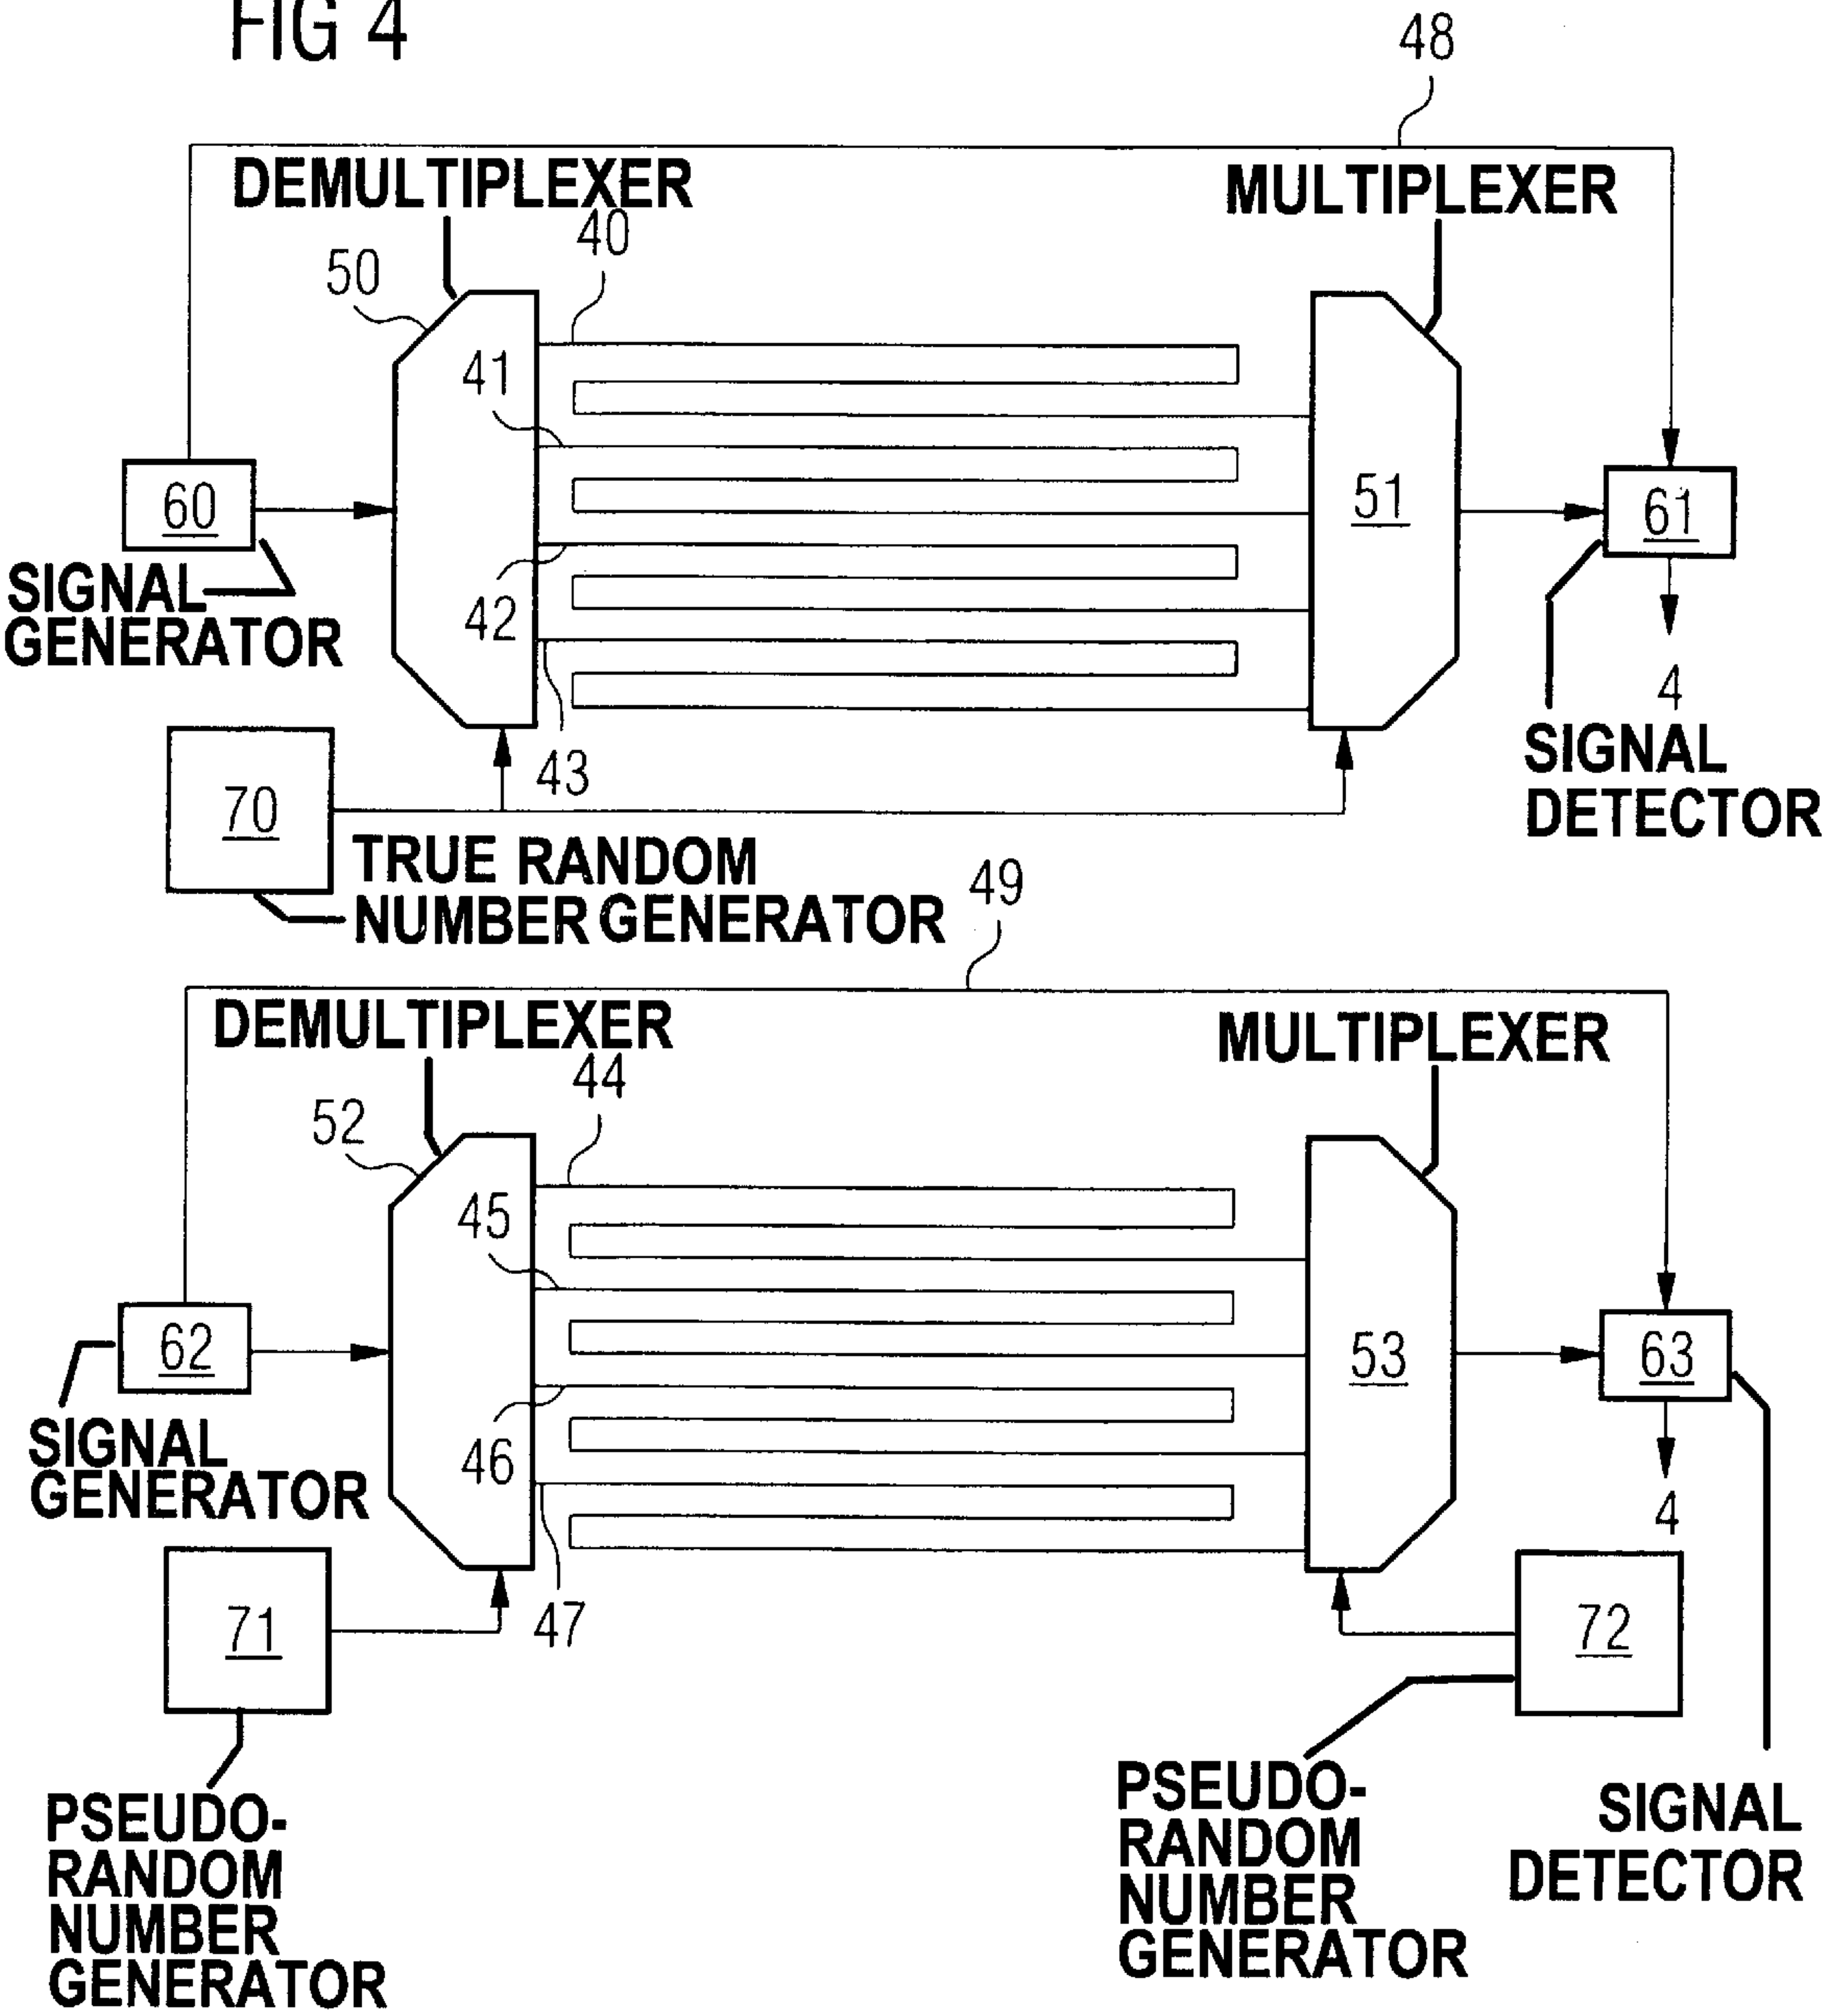 FIG 4
48
DEMULTIPLEXER
MULTIPLEXER
40
50
41
60
51
61
SIGNAL
GENERATOR
42
4
43
SIGNAL
DETECTOR
70
TRUE RANDOM
NUMBER GENERATOR
49
DEMULTIPLEXER
MULTIPLEXER
44
52
45
62
53
63
SIGNAL
GENERATOR
46
4
47
71
72
PSEUDO-
RANDOM
NUMBER
GENERATOR
PSEUDO-
RANDOM
NUMBER
GENERATOR
SIGNAL
DETECTOR